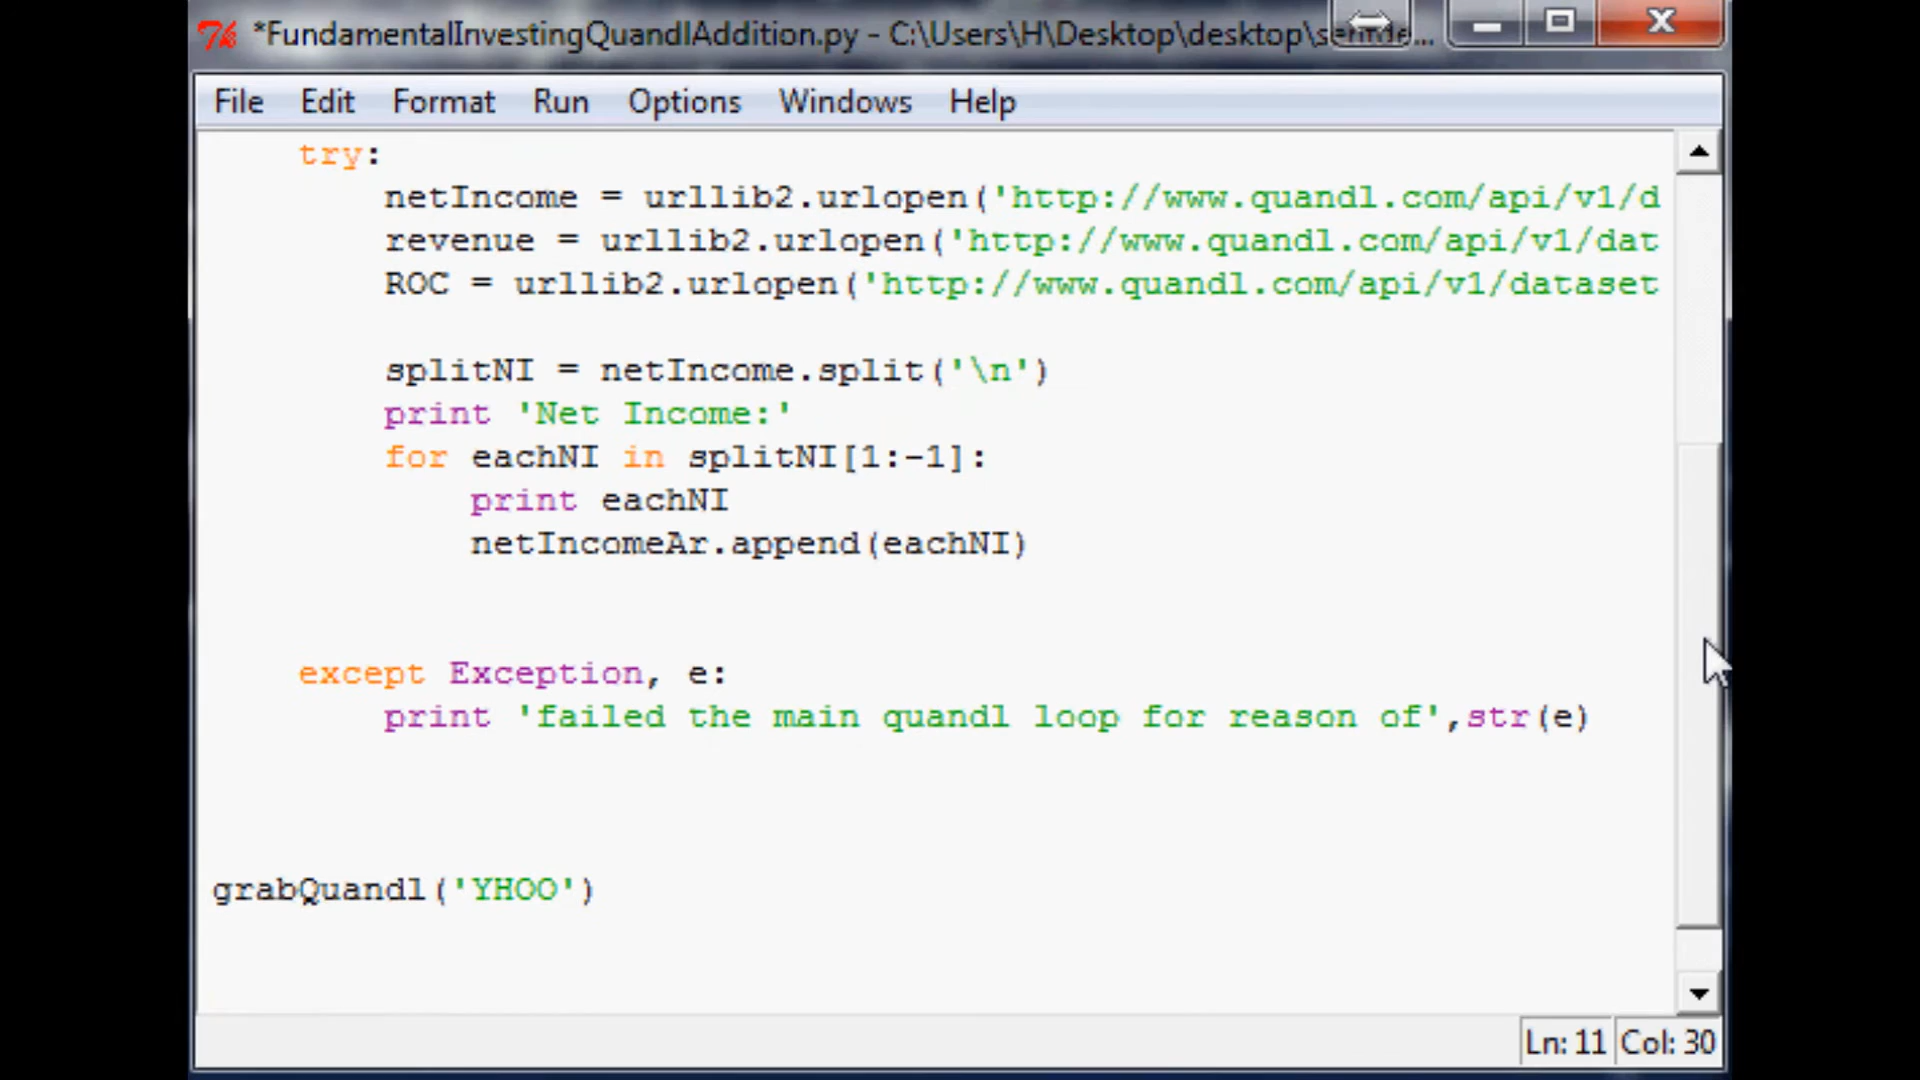 *FundamentalInvestingQuandlAddition.py - C:\Users\H\Desktop\desktop\sentde...
File Edit Format Run Options Windows Help
try:
netIncome = urllib2.urlopen('http://www.quandl.com/api/v1/d
revenue = urllib2.urlopen('http://www.quandl.com/api/v1/dat
ROC = urllib2.urlopen('http://www.quandl.com/api/v1/dataset
splitNI = netIncome.split('\n')
print 'Net Income:'
for eachNI in splitNI[1:-1]:
print eachNI
netIncomeAr.append(eachNI)
except Exception, e:
print 'failed the main quandl loop for reason of',str(e)
grabQuandl('YHOO')
Ln: 11 Col: 30